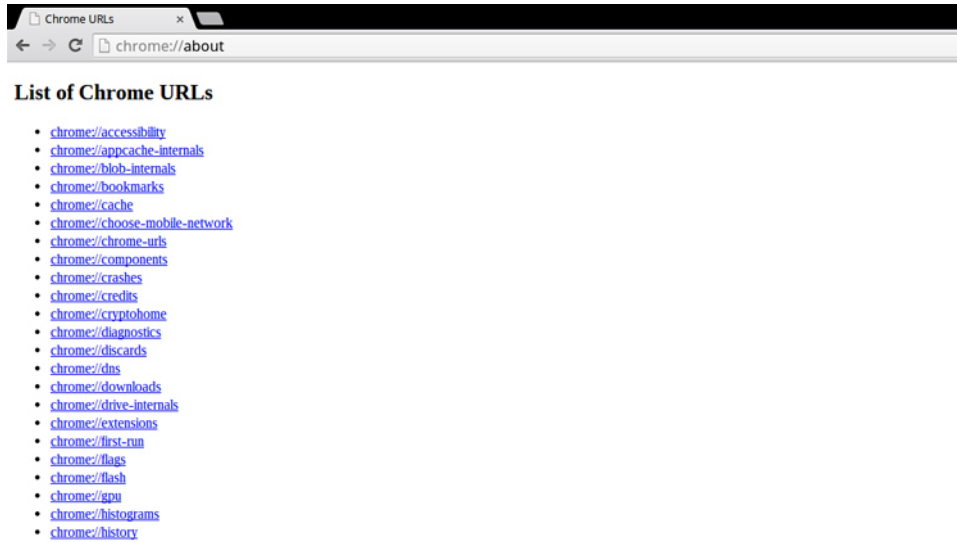 Chrome URLs
chrome://about
List of Chrome URLs
chrome://accessibility
chrome://appcache-internals
chrome://blob-internals
chrome://bookmarks
chrome://cache
chrome://choose-mobile-network
chrome://chrome-urls
chrome://components
chrome://crashes
chrome://credits
chrome://cryptohome
chrome://diagnostics
chrome://discards
chrome://dns
chrome://downloads
chrome://drive-internals
chrome://extensions
chrome://first-run
chrome://flags
chrome://flash
chrome://gpu
chrome://histograms
chrome://history